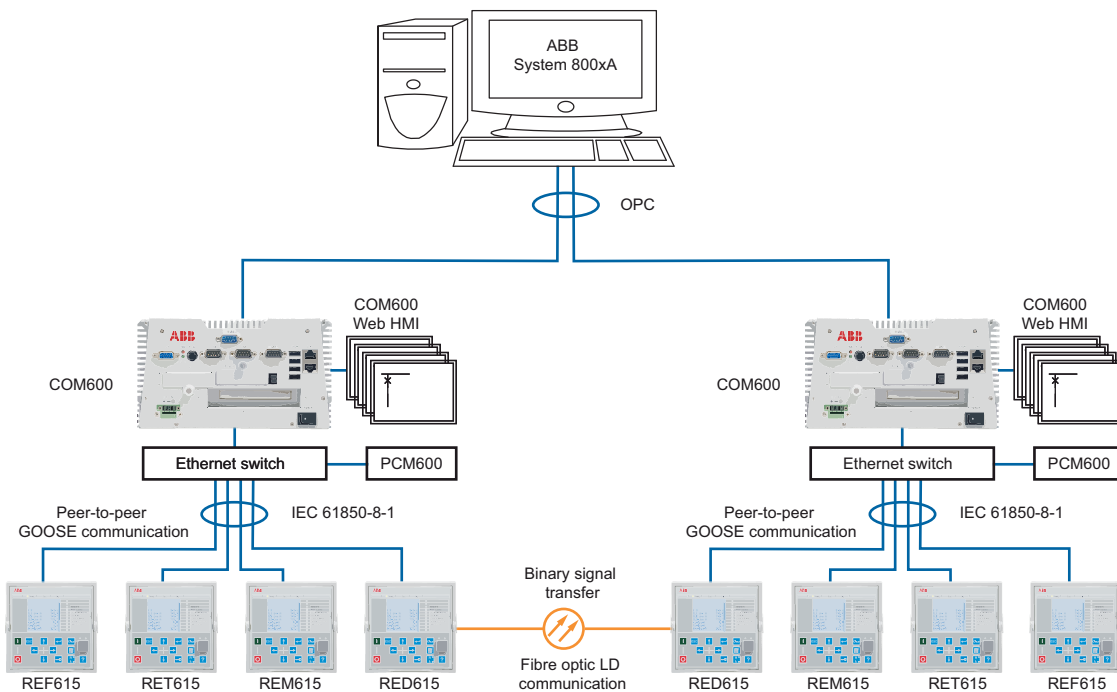 ABB
System 800xA
OPC
COM600
Web HMI
ABB
COM600
COM600
Web HMI
ABB
COM600
Ethernet switch
PCM600
Ethernet switch
PCM600
Peer-to-peer
GOOSE communication
IEC 61850-8-1
Peer-to-peer
GOOSE communication
IEC 61850-8-1
Binary signal
transfer
Fibre optic LD
communication
REF615
RET615
REM615
RED615
RED615
REM615
RET615
REF615